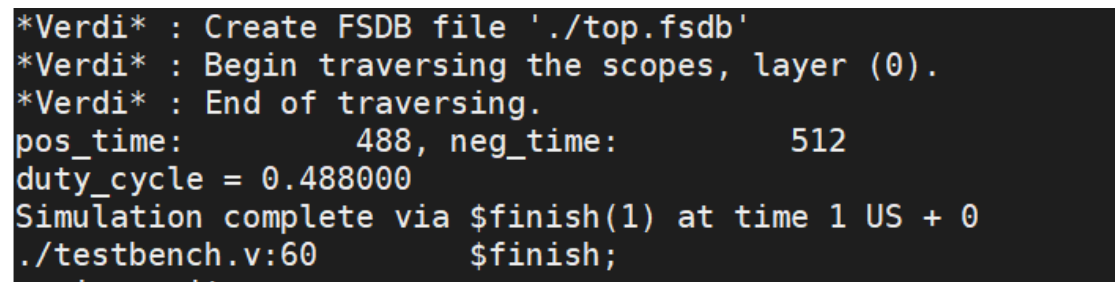 *Verdi* : Create FSDB file './top.fsdb'
*Verdi* : Begin traversing the scopes, layer (0).
*Verdi* : End of traversing.
pos_time:         488, neg_time:         512
duty_cycle = 0.488000
Simulation complete via $finish(1) at time 1 US + 0
./testbench.v:60        $finish;